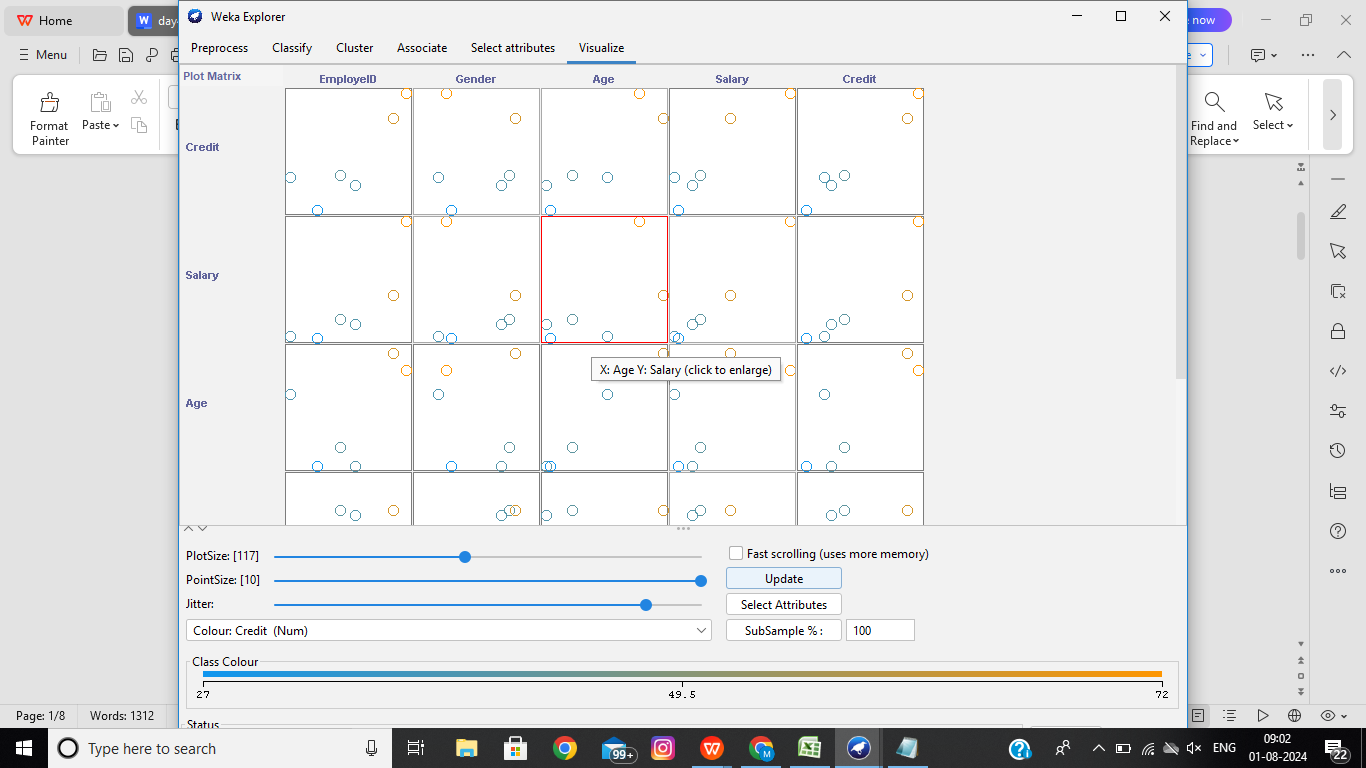 Home
day
Weka Explorer
e now
Menu
Preprocess
Classify
Cluster
Associate
Select attributes
Visualize
Plot Matrix
EmployeID
Gender
Age
Salary
Credit
Format
Painter
Paste
Find and
Replace
Select
Credit
Salary
X: Age Y: Salary (click to enlarge)
Age
PlotSize: [117]
Fast scrolling (uses more memory)
PointSize: [10]
Update
Jitter:
Select Attributes
Colour: Credit (Num)
SubSample % :
100
Class Colour
27
49.5
72
Page: 1/8
Words: 1312
Status
Type here to search
99+
ENG
09:02
01-08-2024
22